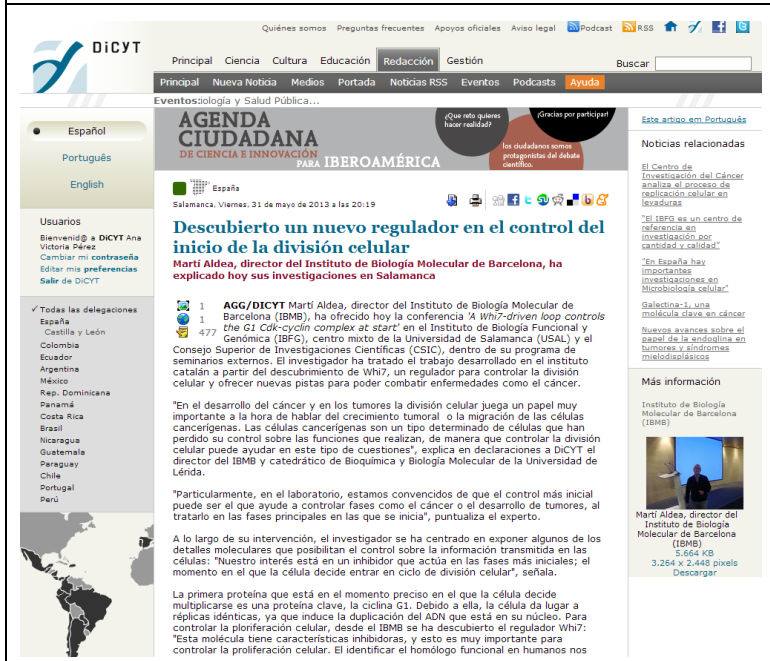 Quiénes somos Preguntas frecuentes Apoyos oficiales Aviso legal Podcast RSS
DiCYT
Principal Ciencia Cultura Educación Redacción Gestión
Buscar
Principal Nueva Noticia Medios Portada Noticias RSS Eventos Podcasts Ayuda
Eventos:iología y Salud Pública...
Español
Português
English
Usuarios
Bienvenid@ a DiCYT Ana
Victoria Pérez
Cambiar mi contraseña
Editar mis preferencias
Salir de DiCYT
✓Todas las delegaciones
España
Castilla y León
Colombia
Ecuador
Argentina
México
Rep. Dominicana
Panamá
Costa Rica
Brasil
Nicaragua
Guatemala
Paraguay
Chile
Portugal
Perú
AGENDA
CIUDADANA
DE CIENCIA E INNOVACIÓN
PARA IBEROAMÉRICA
¿Que reto quieres
hacer realidad?
¡Gracias por participar!
los ciudadanos somos
protagonistas del debate
científico.
España
Salamanca, Viernes, 31 de mayo de 2013 a las 20:19
Descubierto un nuevo regulador en el control del
inicio de la división celular
Martí Aldea, director del Instituto de Biología Molecular de Barcelona, ha
explicado hoy sus investigaciones en Salamanca
1
1
477
AGG/DICYT Martí Aldea, director del Instituto de Biología Molecular de
Barcelona (IBMB), ha ofrecido hoy la conferencia 'A Whi7-driven loop controls
the G1 Cdk-cyclin complex at start' en el Instituto de Biología Funcional y
Genómica (IBFG), centro mixto de la Universidad de Salamanca (USAL) y el
Consejo Superior de Investigaciones Científicas (CSIC), dentro de su programa de
seminarios externos. El investigador ha tratado el trabajo desarrollado en el instituto
catalán a partir del descubrimiento de Whi7, un regulador para controlar la división
celular y ofrecer nuevas pistas para poder combatir enfermedades como el cáncer.
"En el desarrollo del cáncer y en los tumores la división celular juega un papel muy
importante a la hora de hablar del crecimiento tumoral o la migración de las células
cancerígenas. Las células cancerígenas son un tipo determinado de células que han
perdido su control sobre las funciones que realizan, de manera que controlar la división
celular puede ayudar en este tipo de cuestiones", explica en declaraciones a DiCYT el
director del IBMB y catedrático de Bioquímica y Biología Molecular de la Universidad de
Lérida.
"Particularmente, en el laboratorio, estamos convencidos de que el control más inicial
puede ser el que ayude a controlar fases como el cáncer o el desarrollo de tumores, al
tratarlo en las fases principales en las que se inicia", puntualiza el experto.
A lo largo de su intervención, el investigador se ha centrado en exponer algunos de los
detalles moleculares que posibilitan el control sobre la información transmitida en las
células: "Nuestro interés está en un inhibidor que actúa en las fases más iniciales; el
momento en el que la célula decide entrar en ciclo de división celular", señala.
La primera proteína que está en el momento preciso en el que la célula decide
multiplicarse es una proteína clave, la ciclina G1. Debido a ella, la célula da lugar a
réplicas idénticas, ya que induce la duplicación del ADN que está en su núcleo. Para
controlar la ploriferación celular, desde el IBMB se ha descubierto el regulador Whi7:
"Esta molécula tiene características inhibidoras, y esto es muy importante para
controlar la proliferación celular. El identificar el homólogo funcional en humanos nos
Este artigo em Português
Noticias relacionadas
El Centro de
Investigación del Cáncer
analiza el proceso de
replicación celular en
levaduras
"El IBFG es un centro de
referencia en
investigación por
cantidad y calidad"
"En España hay
importantes
investigaciones en
Microbiología celular"
Galectina-1, una
molécula clave en cáncer
Nuevos avances sobre el
papel de la endoglina en
tumores y síndromes
mielodisplásicos
Más información
Instituto de Biología
Molecular de Barcelona
(IBMB)
Martí Aldea, director del
Instituto de Biología
Molecular de Barcelona
(IBMB)
5.664 KB
3.264 x 2.448 pixels
Descargar